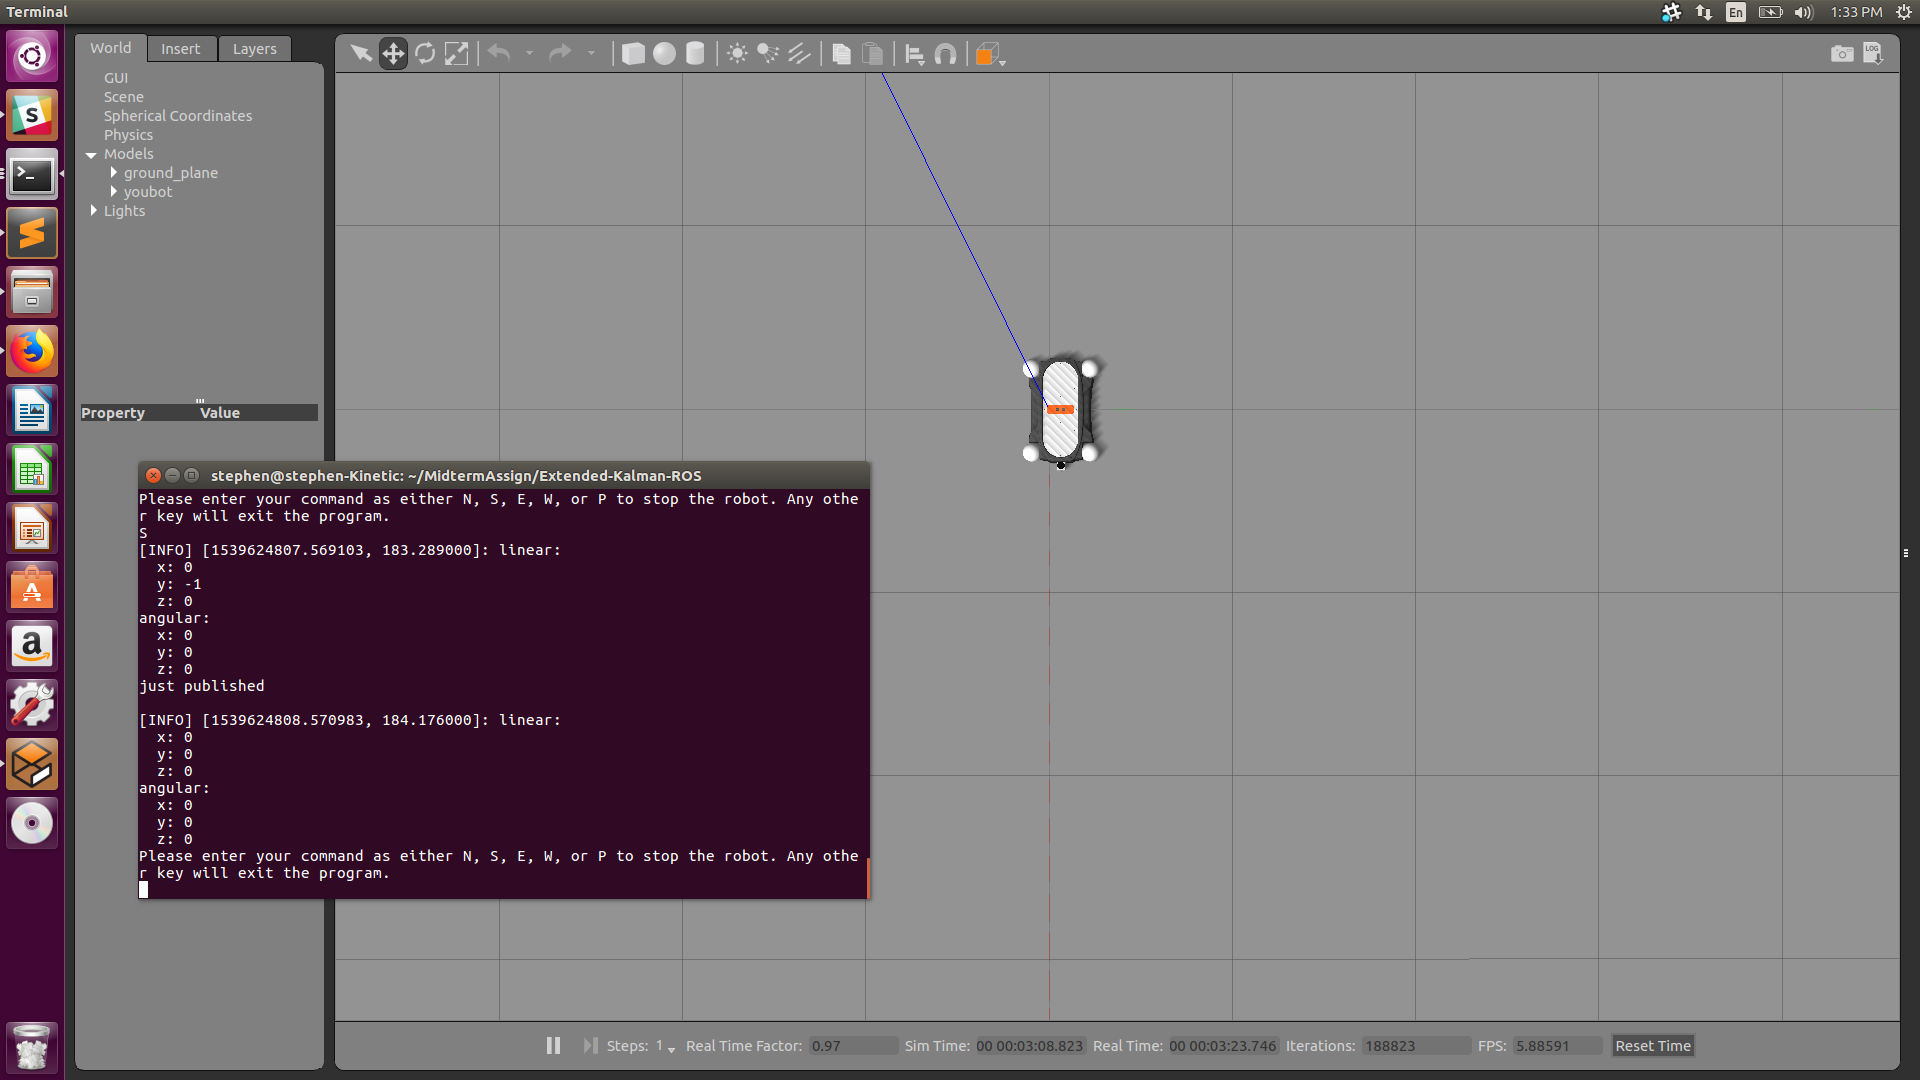 Terminal
En
1:33 PM
World Insert Layers
LOG
GUI
Scene
Spherical Coordinates
Physics
Models
ground_plane
youbot
Lights
Property Value
stephen@stephen-Kinetic: ~/MidtermAssign/Extended-Kalman-ROS
Please enter your command as either N, S, E, W, or P to stop the robot. Any othe
r key will exit the program.
S
[INFO] [1539624807.569103, 183.289000]: linear:
  x: 0
  y: -1
  z: 0
angular:
  x: 0
  y: 0
  z: 0
just published

[INFO] [1539624808.570983, 184.176000]: linear:
  x: 0
  y: 0
  z: 0
angular:
  x: 0
  y: 0
  z: 0
Please enter your command as either N, S, E, W, or P to stop the robot. Any othe
r key will exit the program.
Steps: 1 Real Time Factor: 0.97 Sim Time: 00 00:03:08.823 Real Time: 00 00:03:23.746 Iterations: 188823 FPS: 5.88591 Reset Time